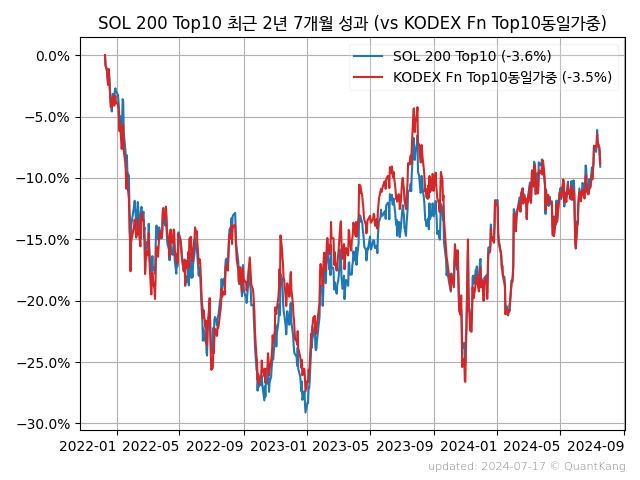 SOL 200 Top10 최근 2년 7개월 성과 (vs KODEX Fn Top10동일가중)
SOL 200 Top10 (-3.6%)
KODEX Fn Top10동일가중 (-3.5%)
0.0%
−5.0%
−10.0%
−15.0%
−20.0%
−25.0%
−30.0%
2022-01 2022-05 2022-09 2023-01 2023-05 2023-09 2024-01 2024-05 2024-09
updated: 2024-07-17 © QuantKang